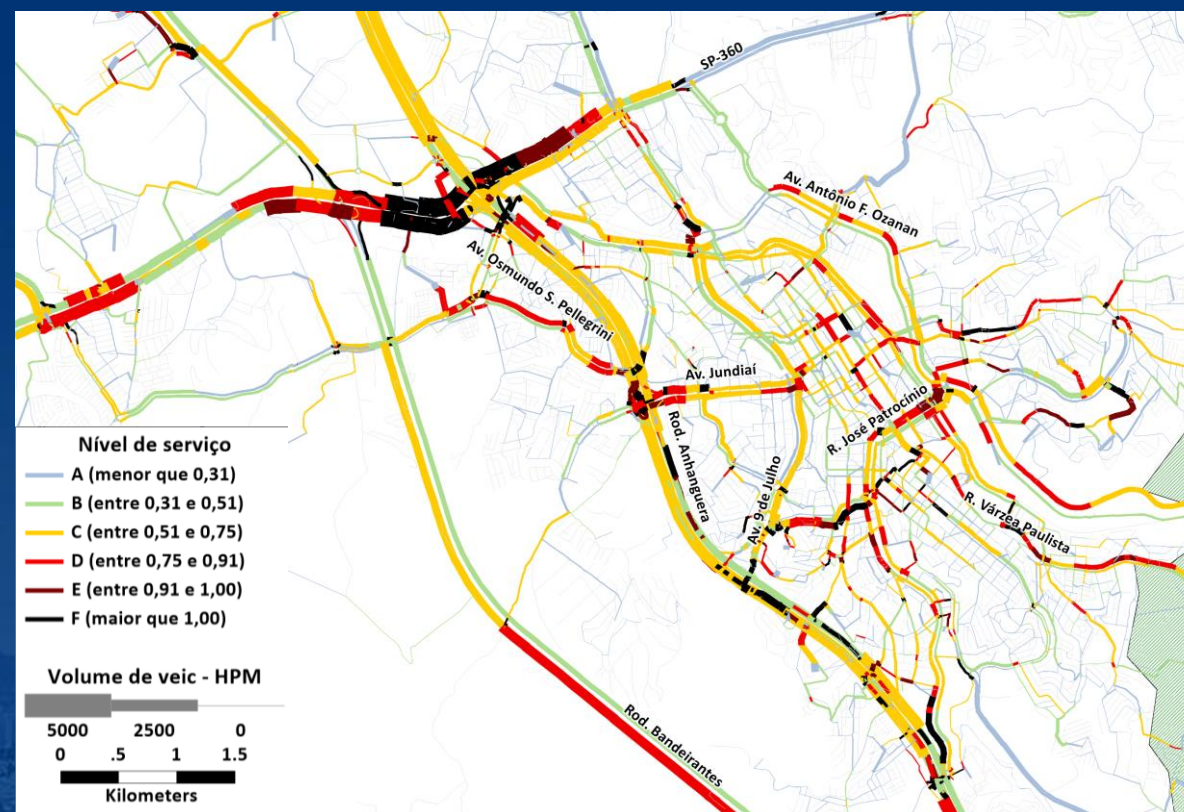 SP-360
Av. Antônio F. Ozanan
Av. Osmundo S. Pellegrini
Av. Jundiaí
R. José Patrocínio
Rod. Anhanguera
Av. 9 de Julho
R. Várzea Paulista
Rod. Bandeirantes
Nível de serviço
A (menor que 0,31)
B (entre 0,31 e 0,51)
C (entre 0,51 e 0,75)
D (entre 0,75 e 0,91)
E (entre 0,91 e 1,00)
F (maior que 1,00)
Volume de veic - HPM
5000 2500 0
0 .5 1 1.5
Kilometers